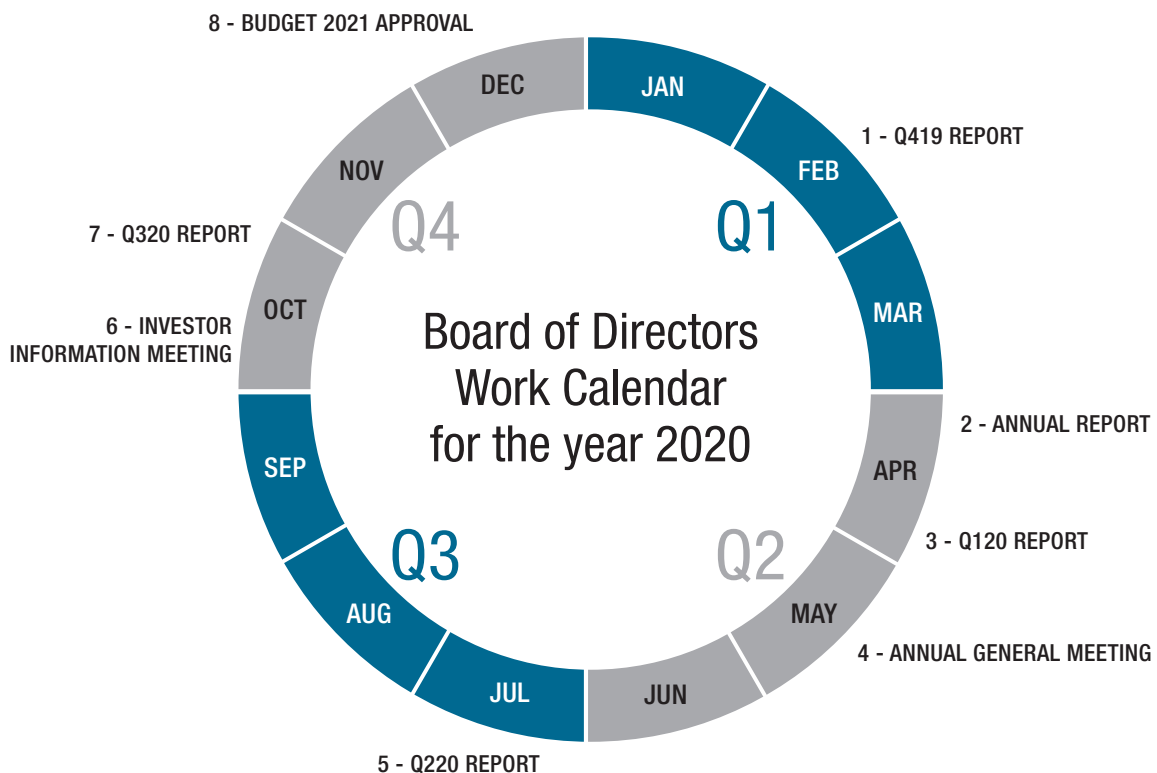 8 - BUDGET 2021 APPROVAL
DEC
JAN
NOV
FEB
1 - Q419 REPORT
7 - Q320 REPORT
Q4
Q1
OCT
MAR
6 - INVESTOR
INFORMATION MEETING
Board of Directors
Work Calendar
for the year 2020
2 - ANNUAL REPORT
SEP
APR
Q3
Q2
3 - Q120 REPORT
AUG
MAY
4 - ANNUAL GENERAL MEETING
JUL
JUN
5 - Q220 REPORT